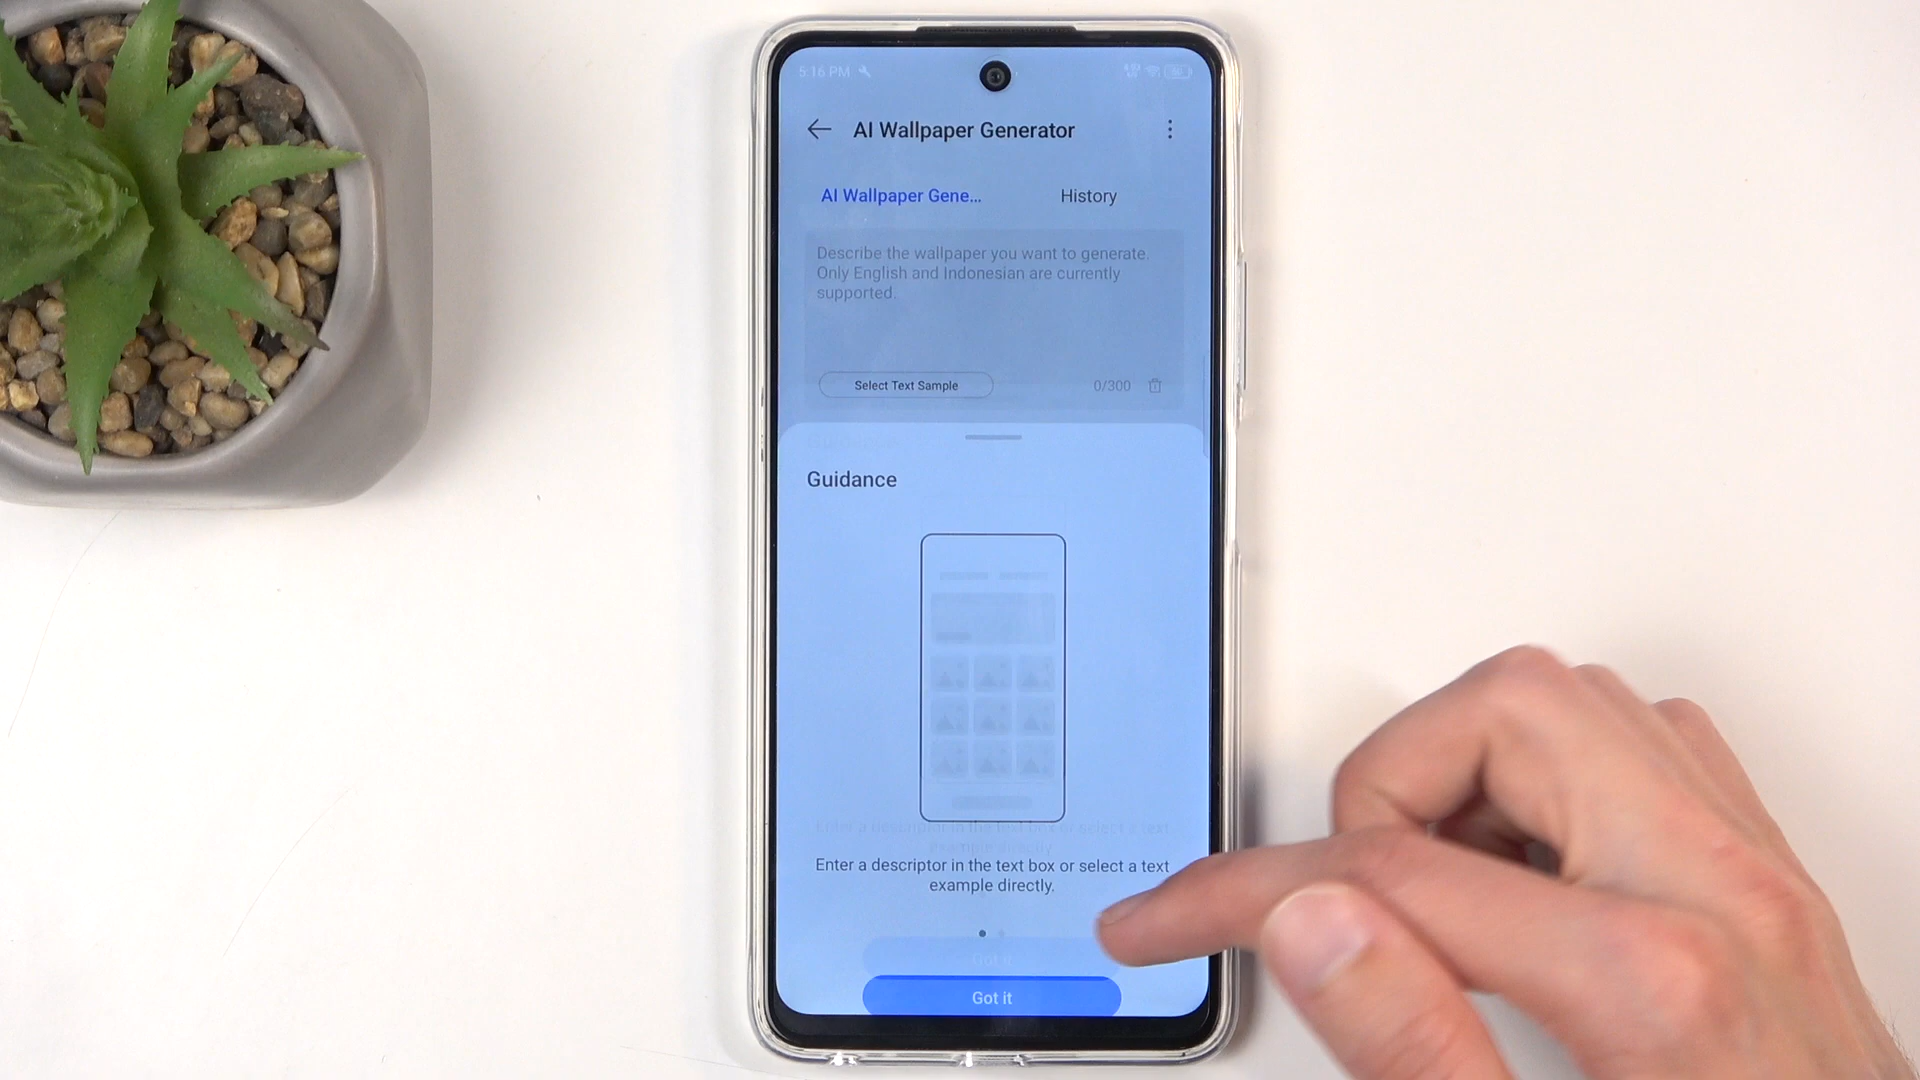 5:16 PM
AI Wallpaper Generator
AI Wallpaper Gene...
History
Describe the wallpaper you want to generate.
Only English and Indonesian are currently
supported.
Select Text Sample
0/300
Guidance
Enter a descriptor in the text box or select a text
example directly.
Enter a descriptor in the text box or select a text
example directly.
Got it
Got it